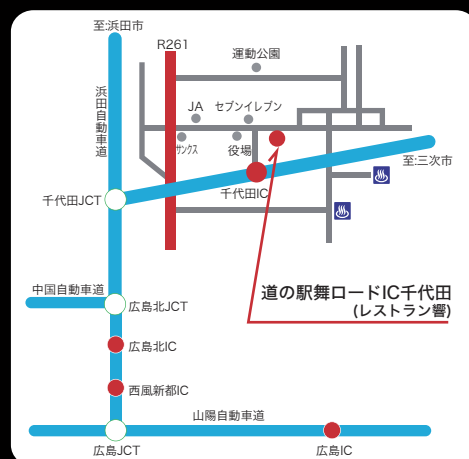 至:浜田市
R261
運動公園
浜田自動車道
JA
セブンイレブン
サンクス
役場
至:三次市
千代田JCT
千代田IC
道の駅舞ロードIC千代田
(レストラン響)
中国自動車道
広島北JCT
広島北IC
西風新都IC
山陽自動車道
広島JCT
広島IC